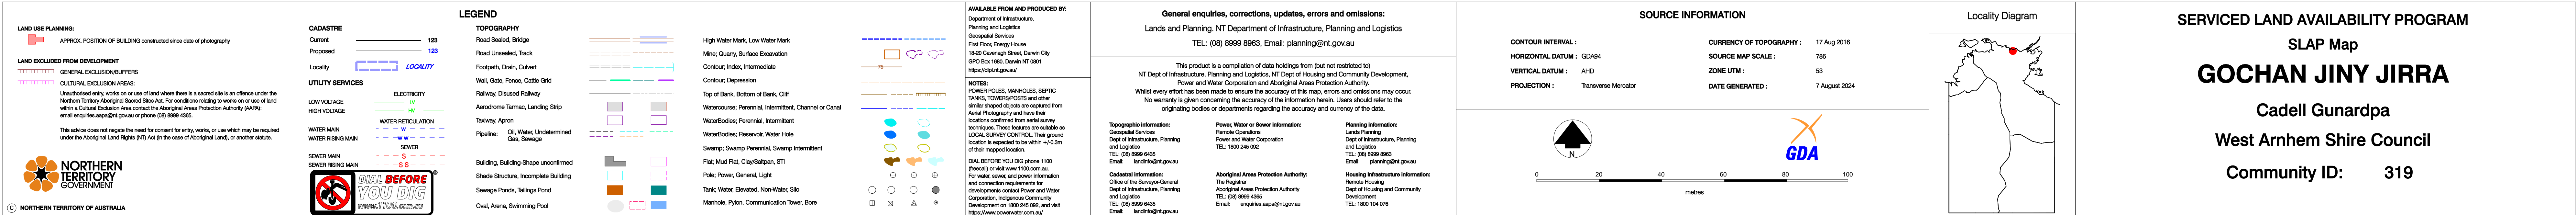 LAND USE PLANNING:
APPROX. POSITION OF BUILDING constructed since date of photography
LAND EXCLUDED FROM DEVELOPMENT
GENERAL EXCLUSION/BUFFERS
CULTURAL EXCLUSION AREAS:
Unauthorised entry, works on or use of land where there is a sacred site is an offence under the
Northern Territory Aboriginal Sacred Sites Act. For conditions relating to works on or use of land
within a Cultural Exclusion Area contact the Aboriginal Areas Protection Authority (AAPA):
email enquiries.aapa@nt.gov.au or phone (08) 8999 4365.
This advice does not negate the need for consent for entry, works, or use which may be required
under the Aboriginal Land Rights (NT) Act (in the case of Aboriginal Land), or another statute.
NORTHERN
TERRITORY
GOVERNMENT
© NORTHERN TERRITORY OF AUSTRALIA
LEGEND
CADASTRE
Current 123
Proposed 123
Locality LOCALITY
UTILITY SERVICES
ELECTRICITY
LOW VOLTAGE LV
HIGH VOLTAGE HV
WATER RETICULATION
WATER MAIN W
WATER RISING MAIN W W
SEWER
SEWER MAIN S
SEWER RISING MAIN S S
DIAL BEFORE
YOU DIG
®
www.1100.com.au
TOPOGRAPHY
Road Sealed, Bridge
Road Unsealed, Track
Footpath, Drain, Culvert
Wall, Gate, Fence, Cattle Grid
Railway, Disused Railway
Aerodrome Tarmac, Landing Strip
Taxiway, Apron
Pipeline: Oil, Water, Undetermined
Gas, Sewage
Building, Building-Shape unconfirmed
Shade Structure, Incomplete Building
Sewage Ponds, Tailings Pond
Oval, Arena, Swimming Pool
High Water Mark, Low Water Mark
Mine; Quarry, Surface Excavation
Contour; Index, Intermediate 75
Contour; Depression
Top of Bank, Bottom of Bank, Cliff
Watercourse; Perennial, Intermittent, Channel or Canal
WaterBodies; Perennial, Intermittent
WaterBodies; Reservoir, Water Hole
Swamp; Swamp Perennial, Swamp Intermittent
Flat; Mud Flat, Clay/Saltpan, STI
Pole; Power, General, Light
Tank; Water, Elevated, Non-Water, Silo
Manhole, Pylon, Communication Tower, Bore
AVAILABLE FROM AND PRODUCED BY:
Department of Infrastructure,
Planning and Logistics
Geospatial Services
First Floor, Energy House
18-20 Cavenagh Street, Darwin City
GPO Box 1680, Darwin NT 0801
https://dipl.nt.gov.au/
NOTES:
POWER POLES, MANHOLES, SEPTIC
TANKS, TOWERS/POSTS and other
similar shaped objects are captured from
Aerial Photography and have their
locations confirmed from aerial survey
techniques. These features are suitable as
LOCAL SURVEY CONTROL. Their ground
location is expected to be within +/-0.3m
of their mapped location.
DIAL BEFORE YOU DIG phone 1100
(freecall) or visit www.1100.com.au.
For water, sewer, and power information
and connection requirements for
developments contact Power and Water
Corporation, Indigenous Community
Development on 1800 245 092, and visit
https://www.powerwater.com.au/
General enquiries, corrections, updates, errors and omissions:
Lands and Planning. NT Department of Infrastructure, Planning and Logistics
TEL: (08) 8999 8963, Email: planning@nt.gov.au
This product is a compilation of data holdings from (but not restricted to)
NT Dept of Infrastructure, Planning and Logistics, NT Dept of Housing and Community Development,
Power and Water Corporation and Aboriginal Areas Protection Authority.
Whilst every effort has been made to ensure the accuracy of this map, errors and omissions may occur.
No warranty is given concerning the accuracy of the information herein. Users should refer to the
originating bodies or departments regarding the accuracy and currency of the data.
Topographic Information:
Geospatial Services
Dept of Infrastructure, Planning
and Logistics
TEL: (08) 8999 6435
Email: landinfo@nt.gov.au
Power, Water or Sewer Information:
Remote Operations
Power and Water Corporation
TEL: 1800 245 092
Planning Information:
Lands Planning
Dept of Infrastructure, Planning
and Logistics
TEL: (08) 8999 8963
Email: planning@nt.gov.au
Cadastral Information:
Office of the Surveyor-General
Dept of Infrastructure, Planning
and Logistics
TEL: (08) 8999 6435
Email: landinfo@nt.gov.au
Aboriginal Areas Protection Authority:
The Registrar
Aboriginal Areas Protection Authority
TEL: (08) 8999 4365
Email: enquiries.aapa@nt.gov.au
Housing Infrastructure Information:
Remote Housing
Dept of Housing and Community
Development
TEL: 1800 104 076
SOURCE INFORMATION
CONTOUR INTERVAL :
HORIZONTAL DATUM : GDA94
VERTICAL DATUM : AHD
PROJECTION : Transverse Mercator
CURRENCY OF TOPOGRAPHY : 17 Aug 2016
SOURCE MAP SCALE : 786
ZONE UTM : 53
DATE GENERATED : 7 August 2024
N
GDA
0 20 40 60 80 100
metres
Locality Diagram
SERVICED LAND AVAILABILITY PROGRAM
SLAP Map
GOCHAN JINY JIRRA
Cadell Gunardpa
West Arnhem Shire Council
Community ID: 319